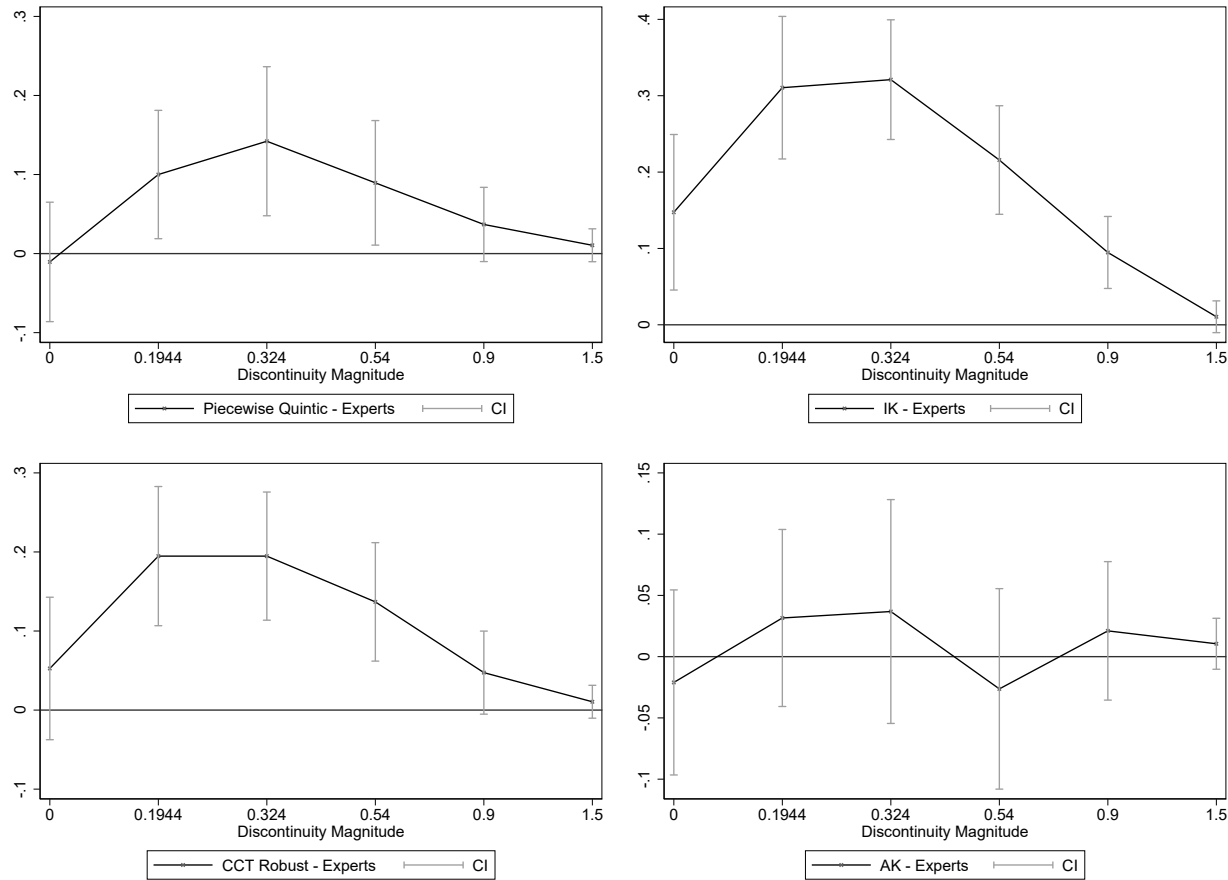 .3
.2
.1
0
-.1
0 0.1944 0.324 0.54 0.9 1.5
Discontinuity Magnitude
Piecewise Quintic - Experts CI
.4
.3
.2
.1
0
0 0.1944 0.324 0.54 0.9 1.5
Discontinuity Magnitude
IK - Experts CI
.3
.2
.1
0
-.1
0 0.1944 0.324 0.54 0.9 1.5
Discontinuity Magnitude
CCT Robust - Experts CI
.15
.1
.05
0
-.05
-.1
0 0.1944 0.324 0.54 0.9 1.5
Discontinuity Magnitude
AK - Experts CI